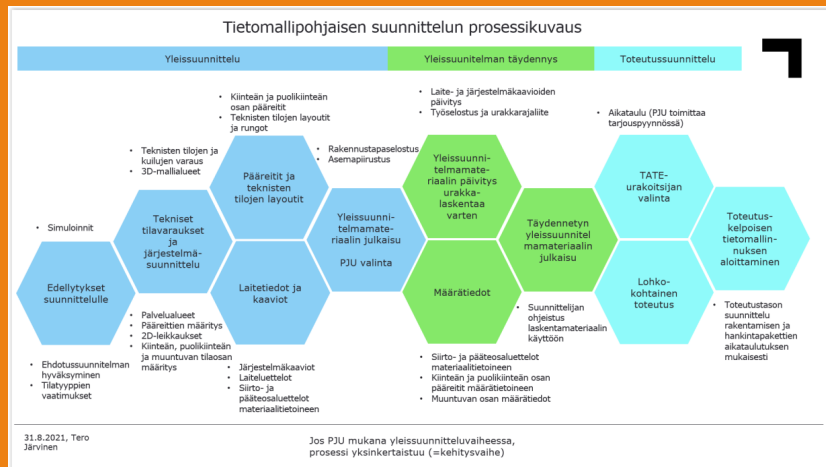 Tietomallipohjaisen suunnittelun prosessikuvaus
Yleissuunnittelu
Yleissuunitelman täydennys
Toteutussuunnittelu
• Kiinteän ja puolikiinteän
osan pääreitit
• Teknisten tilojen layoutit
ja rungot
• Laite- ja järjestelmäkaavioiden
päivitys
• Työselostus ja urakkarajaliite
• Aikataulu (PJU toimittaa
tarjouspyynnössä)
• Teknisten tilojen ja
kuilujen varaus
• 3D-mallialueet
• Rakennustapaselostus
• Asemapiirustus
• Simuloinnit
Edellytykset
suunnittelulle
Tekniset
tilavaraukset
ja
järjestelmä-
suunnittelu
Pääreitit ja
teknisten
tilojen layoutit
Laitetiedot ja
kaaviot
Yleissuunni-
telmamate-
riaalin julkaisu
PJU valinta
Yleissuunni-
telmamate-
riaalin päivitys
urakka-
laskentaa
varten
Määrätiedot
Täydennetyn
yleissuunnitel
mamateriaalin
julkaisu
TATE-
urakoitsijan
valinta
Lohko-
kohtainen
toteutus
Toteutus-
kelpoisen
tietomallin-
nuksen
aloittaminen
• Ehdotussuunnitelman
hyväksyminen
• Tilatyyppien
vaatimukset
• Palvelualueet
• Pääreittien määritys
• 2D-leikkaukset
• Kiinteän, puolikiinteän
ja muuntuvan tilaosan
määritys
• Järjestelmäkaaviot
• Laiteluettelot
• Siirto- ja
pääteosaluettelot
materiaalitietoineen
• Suunnittelijan
ohjeistus
laskentamateriaalin
käyttöön
• Siirto- ja pääteosaluettelot
materiaalitietoineen
• Kiinteän ja puolikiinteän osan
pääreitit määrätietoineen
• Muuntuvan osan määrätiedot
• Toteutustason
suunnittelu
rakentamisen ja
hankintapakettien
aikataulutuksen
mukaisesti
31.8.2021, Tero
Järvinen
Jos PJU mukana yleissuunnitteluvaiheessa,
prosessi yksinkertaistuu (=kehitysvaihe)